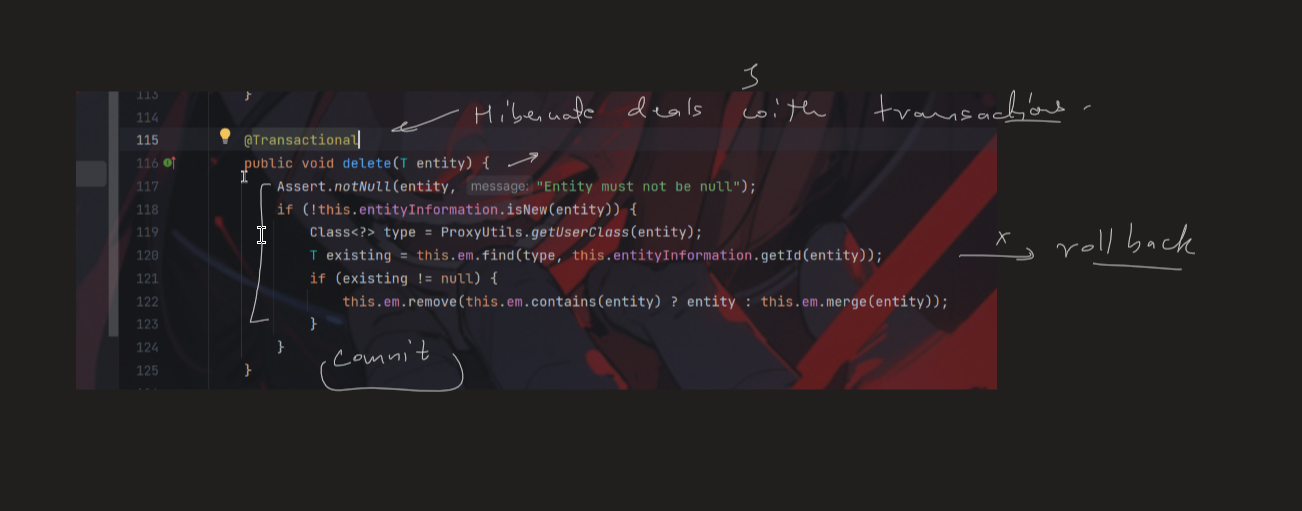 113 }
114 Hibernate deals with transactions.
115 @Transactional
116 public void delete(T entity) {
117 Assert.notNull(entity, message: "Entity must not be null");
118 if (!this.entityInformation.isNew(entity)) {
119 Class<?> type = ProxyUtils.getUserClass(entity);
x rollback
120 T existing = this.em.find(type, this.entityInformation.getId(entity));
121 if (existing != null) {
122 this.em.remove(this.em.contains(entity) ? entity : this.em.merge(entity));
123 }
124 }
commit
125 }